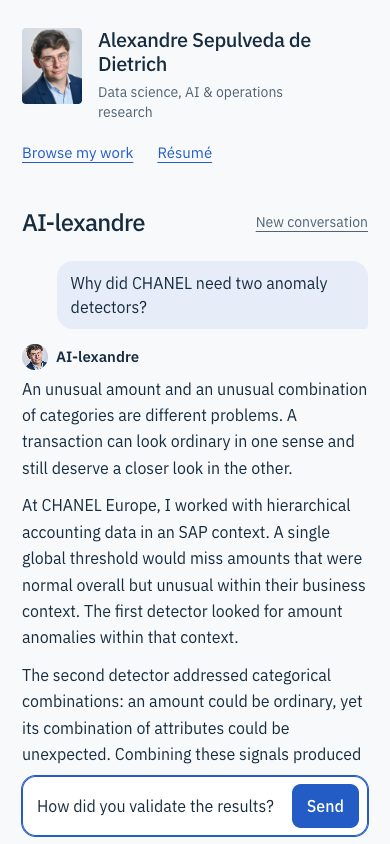 Alexandre Sepulveda de
Dietrich
Data science, AI & operations
research
Browse my work
Résumé
AI-lexandre
New conversation
Why did CHANEL need two anomaly
detectors?
AI-lexandre
An unusual amount and an unusual combination
of categories are different problems. A
transaction can look ordinary in one sense and
still deserve a closer look in the other.
At CHANEL Europe, I worked with hierarchical
accounting data in an SAP context. A single
global threshold would miss amounts that were
normal overall but unusual within their business
context. The first detector looked for amount
anomalies within that context.
The second detector addressed categorical
combinations: an amount could be ordinary, yet
its combination of attributes could be
unexpected. Combining these signals produced
How did you validate the results?
Send